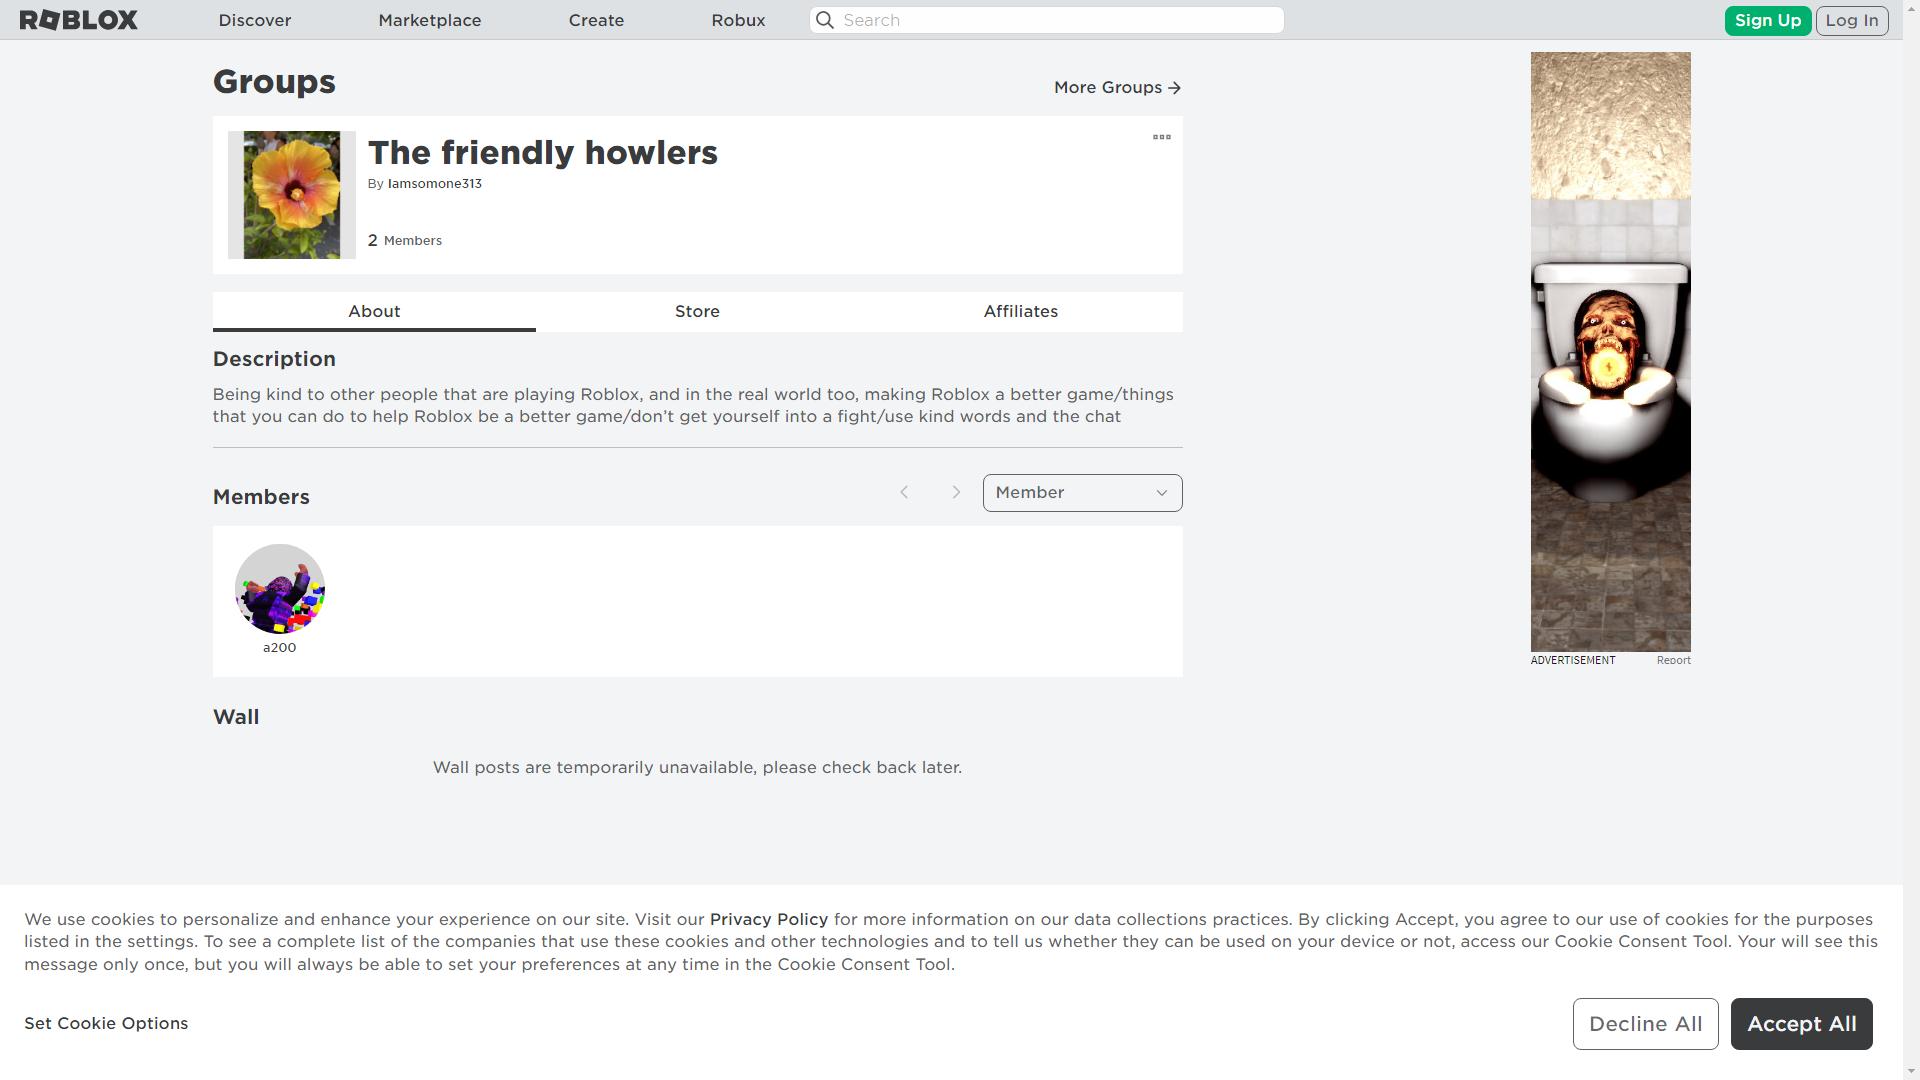 ROBLOX
Discover
Marketplace
Create
Robux
Search
Sign Up
Log In
Groups
More Groups
The friendly howlers
By Iamsomone313
2 Members
About
Store
Affiliates
Description
Being kind to other people that are playing Roblox, and in the real world too, making Roblox a better game/things
that you can do to help Roblox be a better game/don’t get yourself into a fight/use kind words and the chat
Members
Member
a200
ADVERTISEMENT
Report
Wall
Wall posts are temporarily unavailable, please check back later.
We use cookies to personalize and enhance your experience on our site. Visit our Privacy Policy for more information on our data collections practices. By clicking Accept, you agree to our use of cookies for the purposes
listed in the settings. To see a complete list of the companies that use these cookies and other technologies and to tell us whether they can be used on your device or not, access our Cookie Consent Tool. Your will see this
message only once, but you will always be able to set your preferences at any time in the Cookie Consent Tool.
Set Cookie Options
Decline All
Accept All